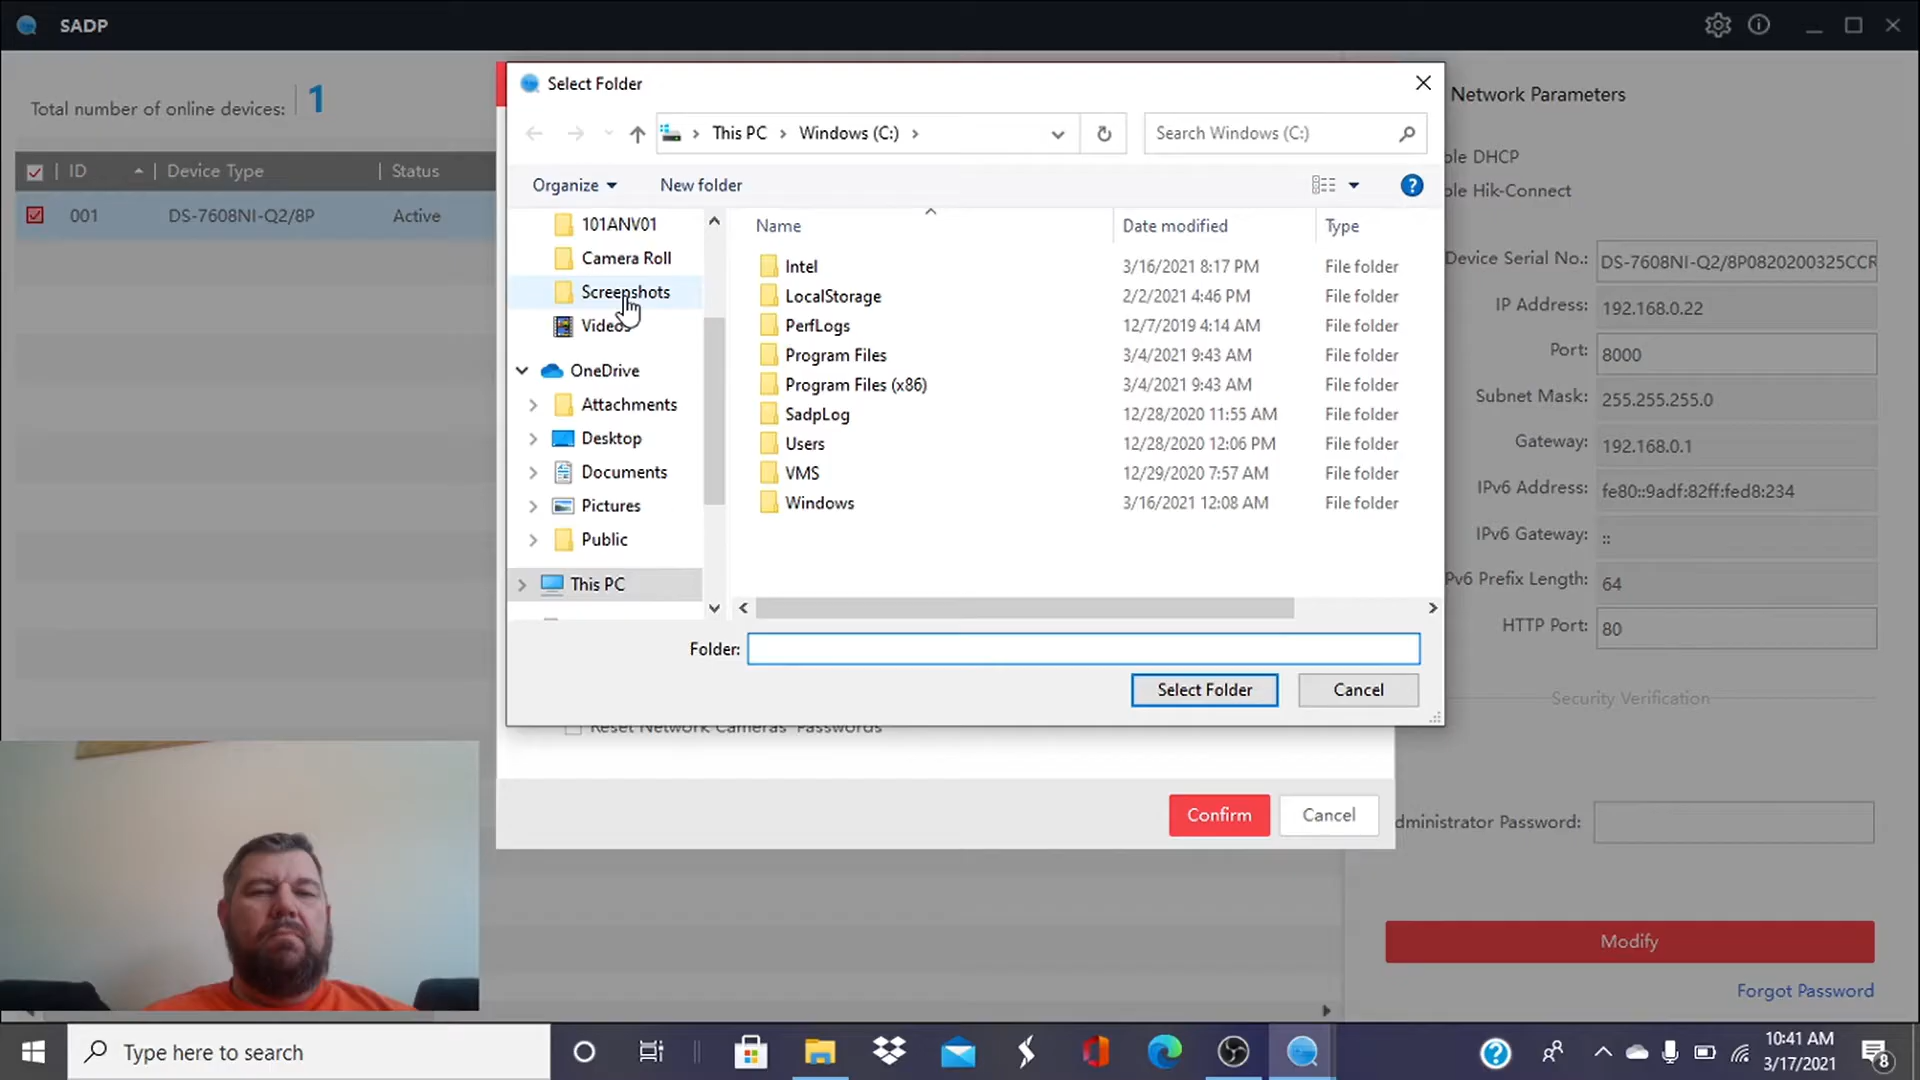 SADP
Total number of online devices: 1
ID Device Type Status
001 DS-7608NI-Q2/8P Active
Select Folder
This PC Windows (C:) Search Windows (C:)
Organize New folder
101ANV01
Camera Roll
Screenshots
Videos
OneDrive
Attachments
Desktop
Documents
Pictures
Public
This PC
Name Date modified Type
Intel 3/16/2021 8:17 PM File folder
LocalStorage 2/2/2021 4:46 PM File folder
PerfLogs 12/7/2019 4:14 AM File folder
Program Files 3/4/2021 9:43 AM File folder
Program Files (x86) 3/4/2021 9:43 AM File folder
SadpLog 12/28/2020 11:55 AM File folder
Users 12/28/2020 12:06 PM File folder
VMS 12/29/2020 7:57 AM File folder
Windows 3/16/2021 12:08 AM File folder
Folder:
Select Folder Cancel
Reset Network Cameras' Passwords
Confirm Cancel
Network Parameters
ble DHCP
ble Hik-Connect
Device Serial No.: DS-7608NI-Q2/8P0820200325CCR
IP Address: 192.168.0.22
Port: 8000
Subnet Mask: 255.255.255.0
Gateway: 192.168.0.1
IPv6 Address: fe80::9adf:82ff:fed8:234
IPv6 Gateway: ::
Pv6 Prefix Length: 64
HTTP Port: 80
Security Verification
dministrator Password:
Modify
Forgot Password
Type here to search
10:41 AM
3/17/2021
8